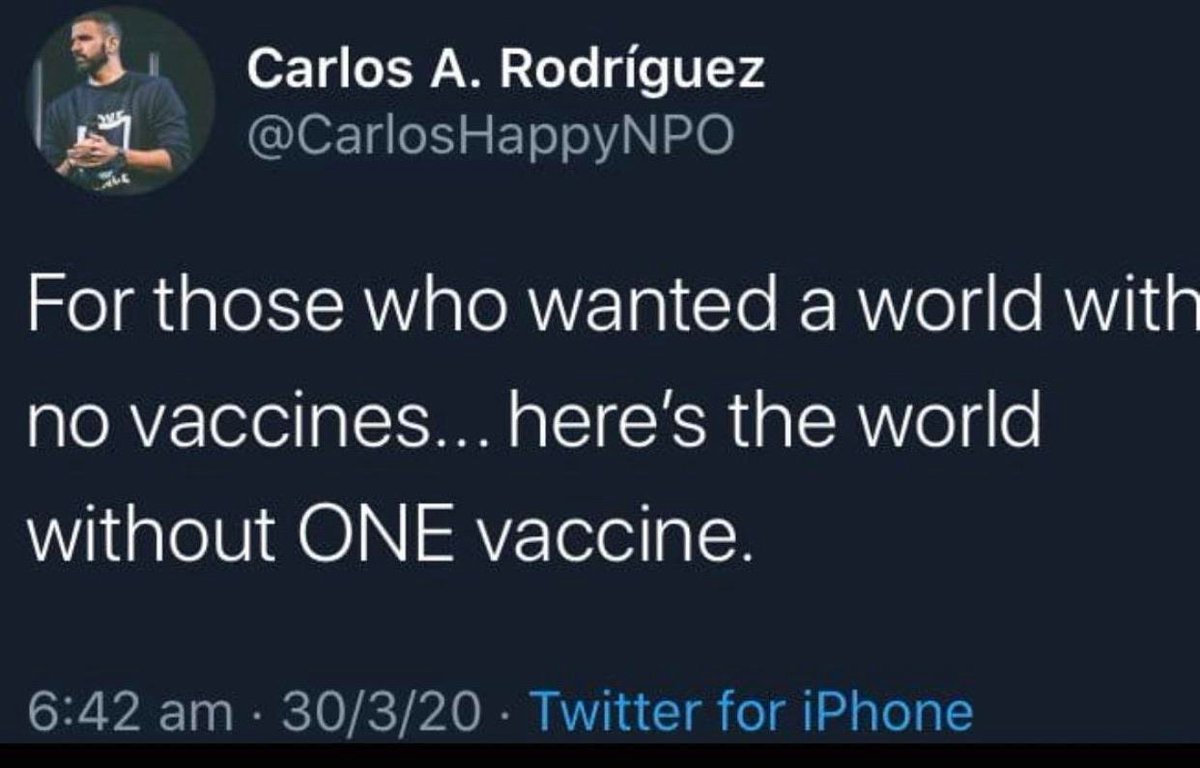 Carlos A. Rodríguez
@CarlosHappyNPO
For those who wanted a world with
no vaccines... here's the world
without ONE vaccine.
6:42 am · 30/3/20 · Twitter for iPhone